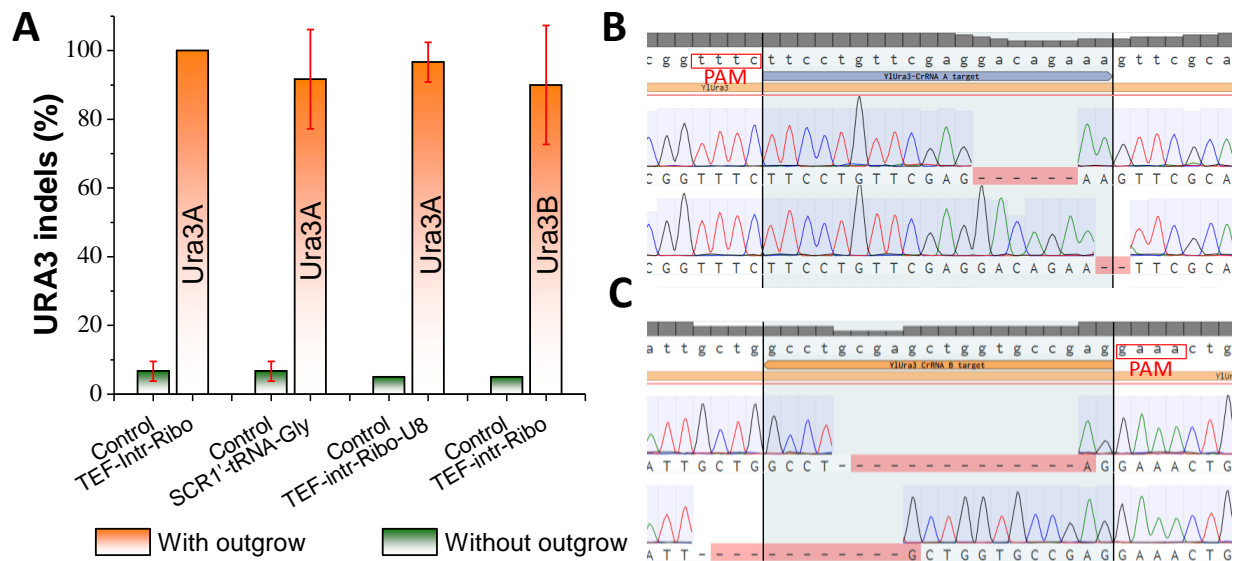 A
URA3 indels (%)
100
80
60
40
20
0
Ura3A
Ura3A
Ura3A
Ura3B
Control
TEF-Intr-Ribo
Control
SCR1'-tRNA-Gly
Control
TEF-intr-Ribo-U8
Control
TEF-intr-Ribo
With outgrow
Without outgrow
B
c g g t t t c t t c c t g t t c g a g g a c a g a a a g t t c g c a
PAM
YlUra3-CrRNA A target
YlUra3
C G G T T T C T T C C T G T T C G A G - - - - - - A A G T T C G C A
C G G T T T C T T C C T G T T C G A G G A C A G A A - - T T C G C A
C
a t t g c t g g c c t g c g a g c t g g t g c c g a g g a a a c t g
PAM
YlUra3 CrRNA B target
YlUr
A T T G C T G G C C T - - - - - - - - - - - - - - A G G A A A C T G
A T T - - - - - - - - - - - - G C T G G T G C C G A G G A A A C T G